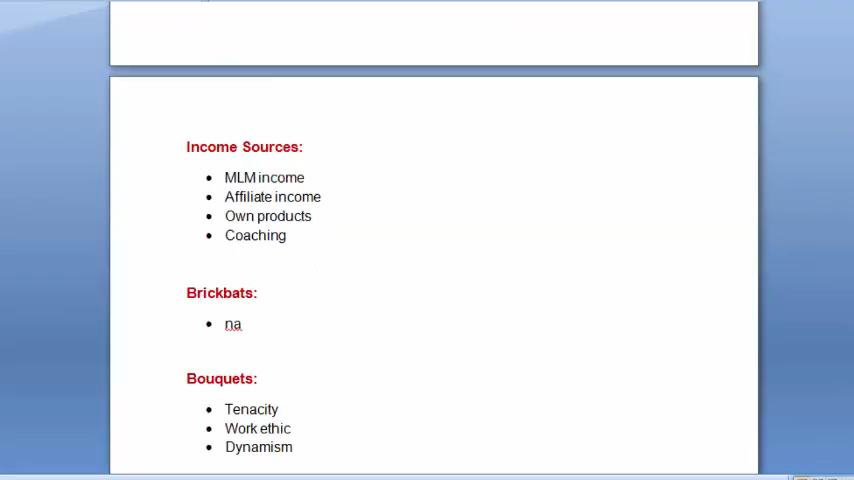 Income Sources:
• MLM income
• Affiliate income
• Own products
• Coaching
Brickbats:
• na
Bouquets:
• Tenacity
• Work ethic
• Dynamism